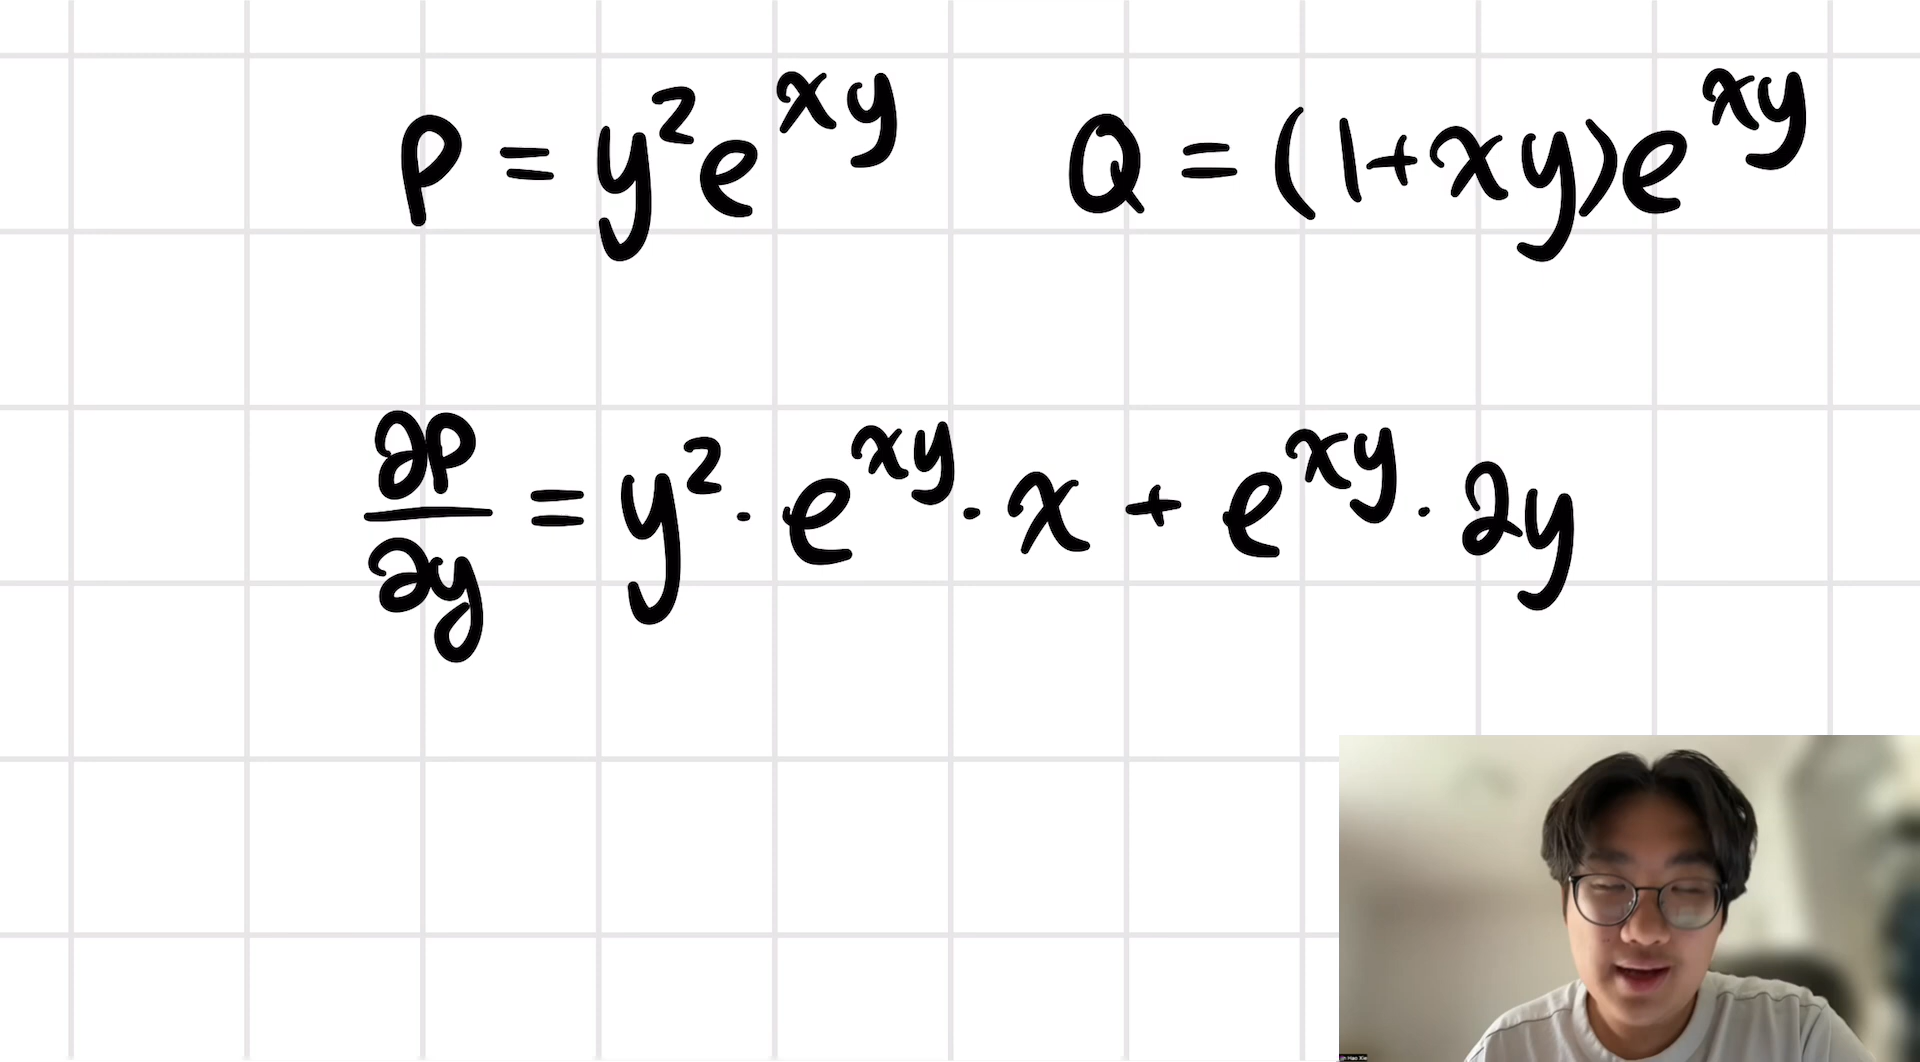 P = y²e^{xy} Q = (1+xy)e^{xy}
∂P/∂y = y² · e^{xy} · x + e^{xy} · 2y